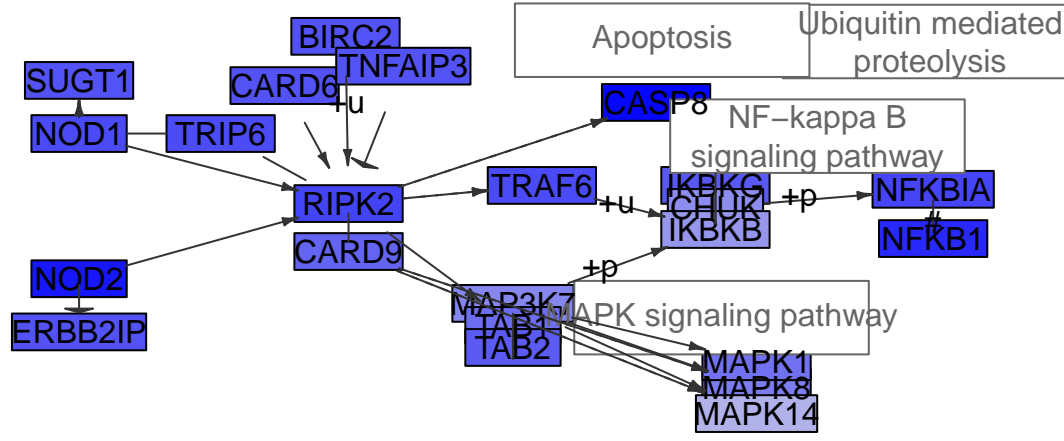 BIRC2
Apoptosis
Ubiquitin mediated
proteolysis
TNFAIP3
SUGT1
CARD6
+u
CASP8
NOD1
TRIP6
NF−kappa B
signaling pathway
RIPK2
TRAF6
+u
IKBKG
CHUK
IKBKB
+p
NFKBIA
#
NFKB1
CARD9
+p
NOD2
ERBB2IP
MAP3K7
TAB1
TAB2
MAPK signaling pathway
MAPK1
MAPK8
MAPK14